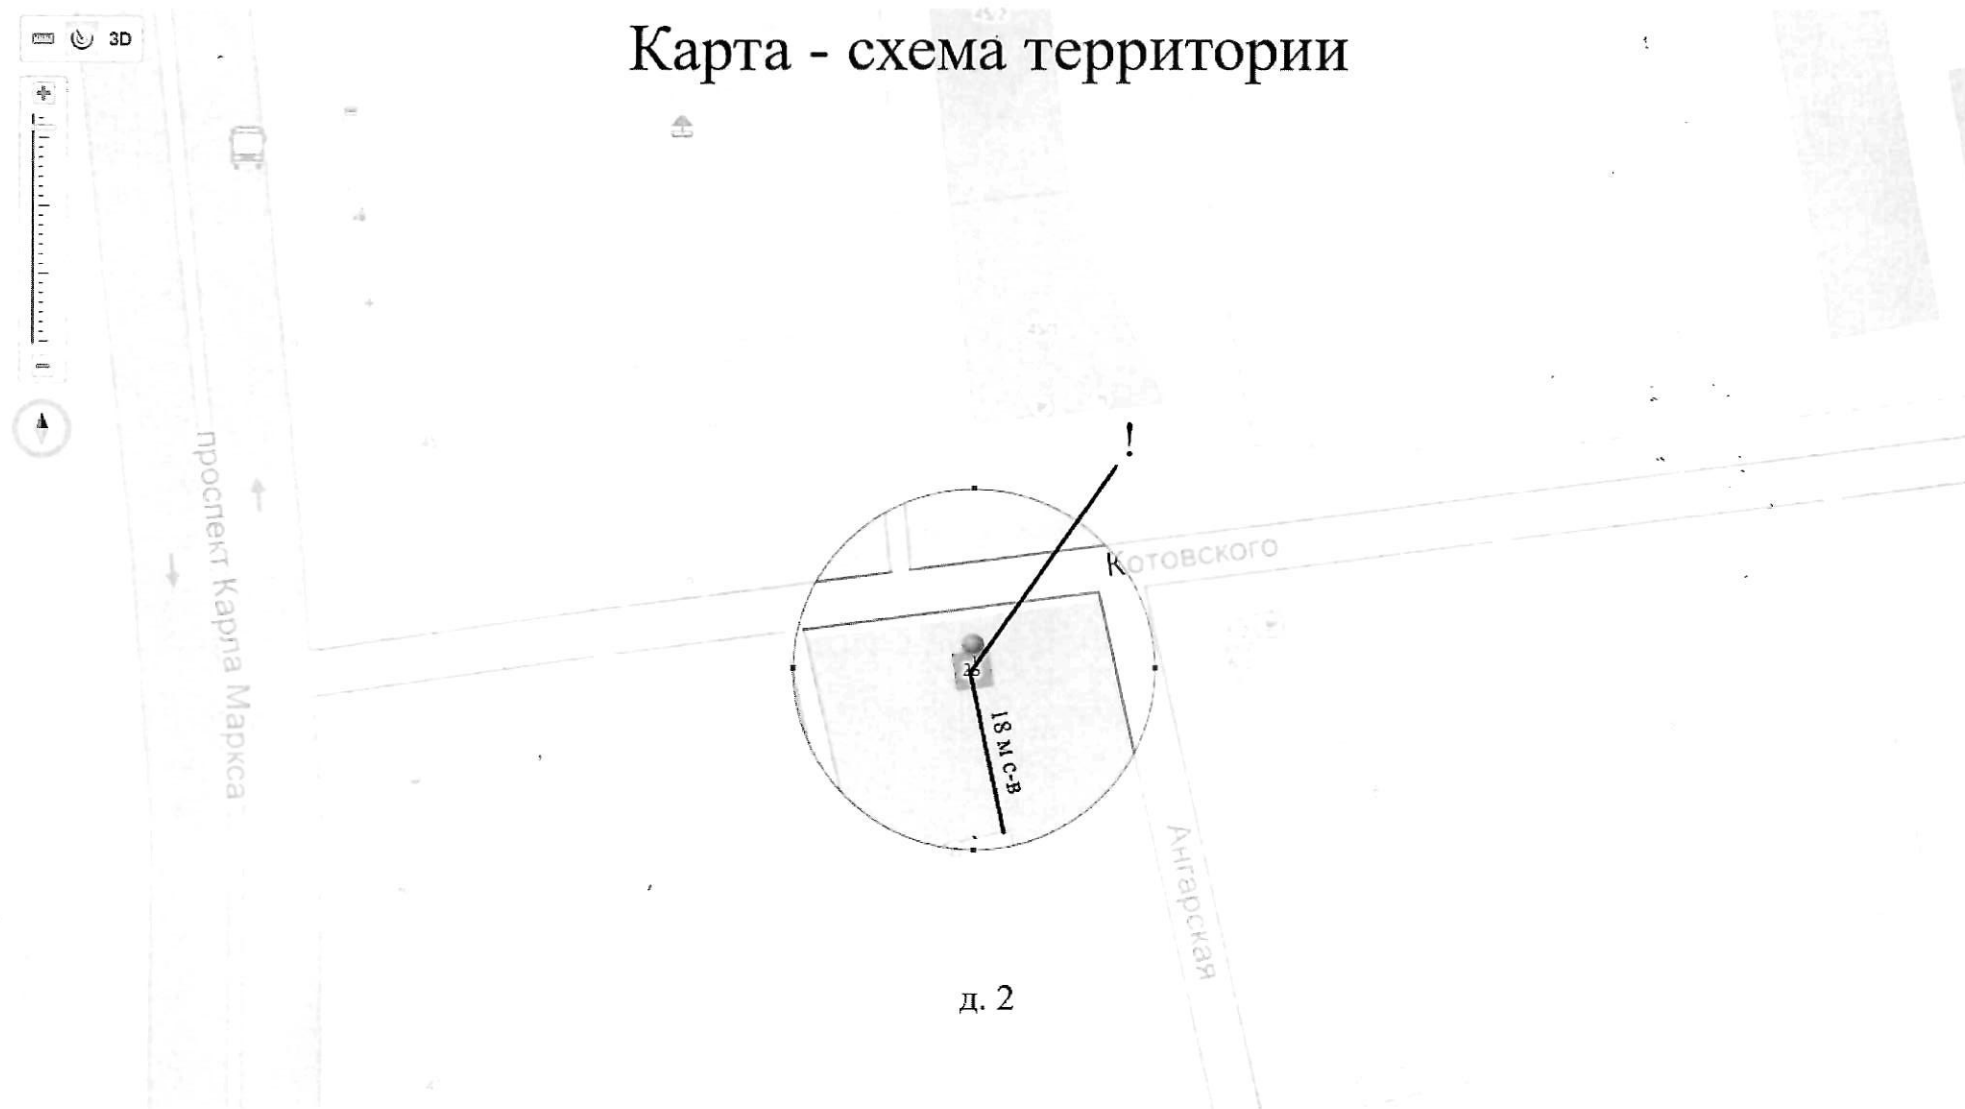 3D
Карта - схема территории
!
Котовского
проспект Карла Маркса
18 м с-в
Ангарская
д. 2